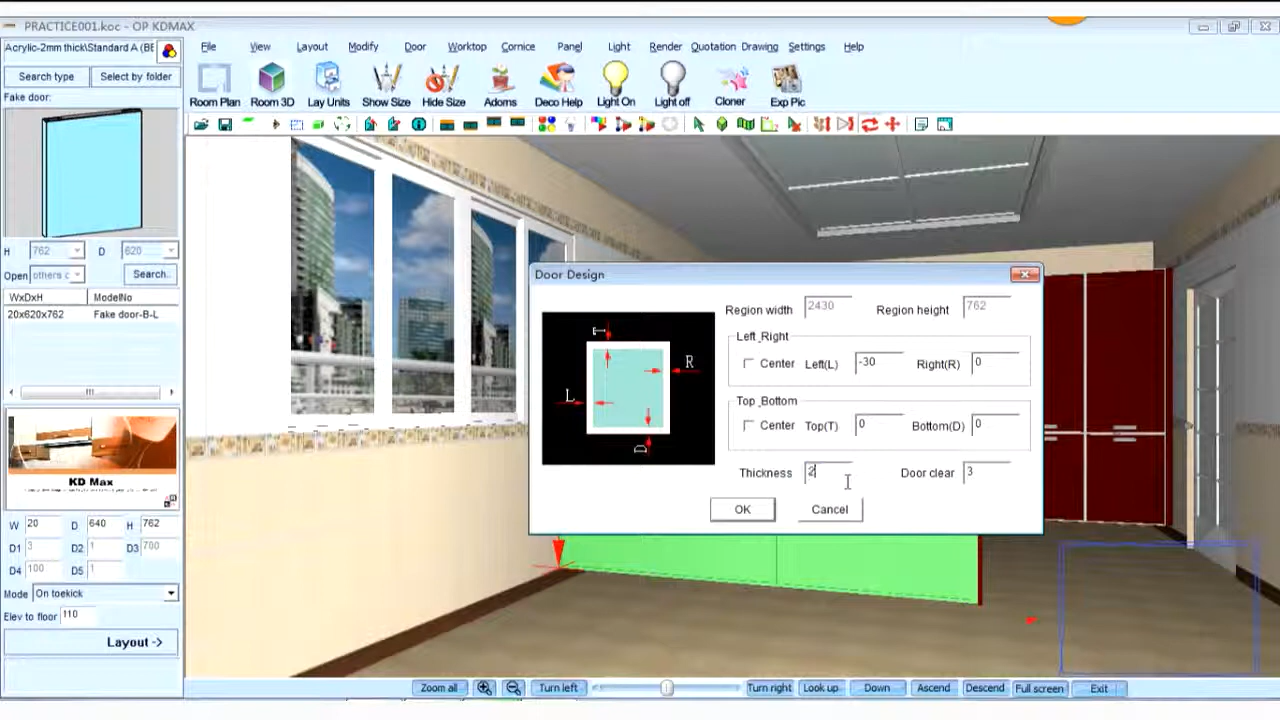 PRACTICE001.koc - OP KDMAX
Acrylic-2mm thick\Standard A (BE
File View Layout Modify Door Worktop Cornice Panel Light Render Quotation Drawing Settings Help
Search type Select by folder
Room Plan Room 3D Lay Units Show Size Hide Size Adorns Deco Help Light On Light off Cloner Exp Pic
Fake door:
H 762 D 620
Open others c Search..
WxDxH ModelNo
20x620x762 Fake door-B-L
KD Max
W 20 D 640 H 762
D1 3 D2 1 D3 700
D4 100 D5 1
Mode On toekick
Elev to floor 110
Layout ->
Door Design
Region width 2430 Region height 762
Left_Right
Center Left(L) -30 Right(R) 0
Top_Bottom
Center Top(T) 0 Bottom(D) 0
Thickness 2 Door clear 3
OK Cancel
T
R
L
D
Zoom all Turn left Turn right Look up Down Ascend Descend Full screen Exit